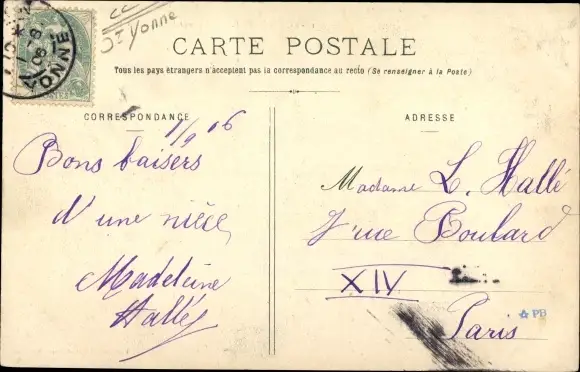 St Yonne
CARTE POSTALE
Tous les pays étrangers n'acceptent pas la correspondance au recto (Se renseigner à la Poste)
CORRESPONDANCE
ADRESSE
1/9 06
Bons baisers
d'une nièce
Madeleine
Hallé
Madame L. Hallé
7 rue Boulard
XIV
Paris
PB
YONNE